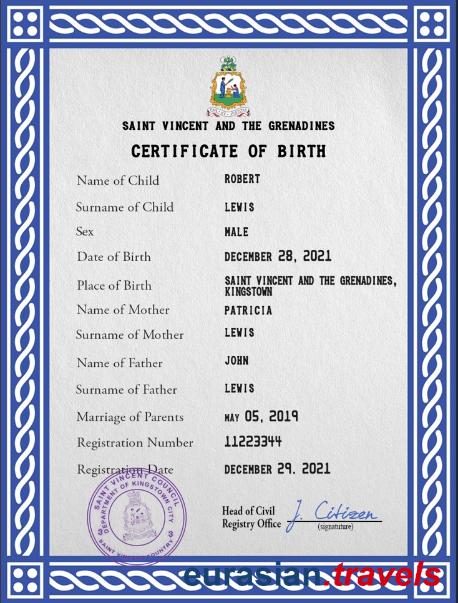 SAINT VINCENT AND THE GRENADINES
CERTIFICATE OF BIRTH
Name of Child ROBERT
Surname of Child LEWIS
Sex MALE
Date of Birth DECEMBER 28, 2021
Place of Birth SAINT VINCENT AND THE GRENADINES,
KINGSTOWN
Name of Mother PATRICIA
Surname of Mother LEWIS
Name of Father JOHN
Surname of Father LEWIS
Marriage of Parents MAY 05, 2019
Registration Number 11223344
Registration Date DECEMBER 29. 2021
SAINT VINCENT COUNCIL
DEPARTMENT OF KINGSTOWN CITY
SAINT VINCENT COUNTRY
Head of Civil
Registry Office J. Citizen
(signatuture)
eurasian.travels